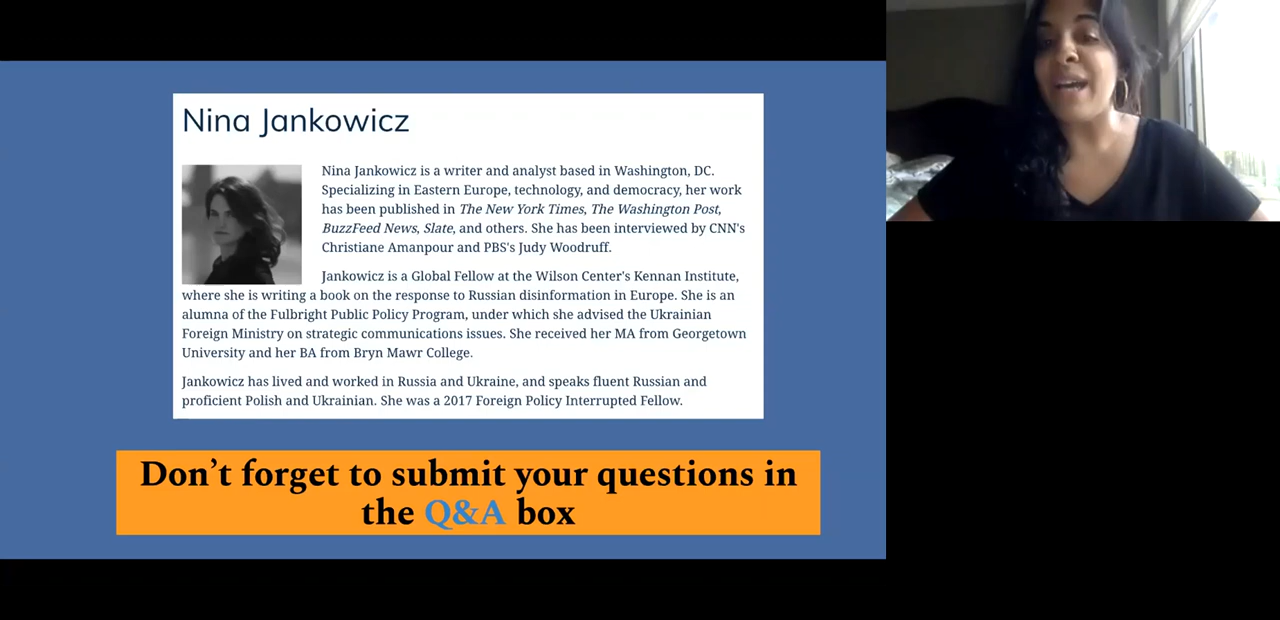 Nina Jankowicz
Nina Jankowicz is a writer and analyst based in Washington, DC.
Specializing in Eastern Europe, technology, and democracy, her work
has been published in The New York Times, The Washington Post,
BuzzFeed News, Slate, and others. She has been interviewed by CNN's
Christiane Amanpour and PBS's Judy Woodruff.
Jankowicz is a Global Fellow at the Wilson Center's Kennan Institute,
where she is writing a book on the response to Russian disinformation in Europe. She is an
alumna of the Fulbright Public Policy Program, under which she advised the Ukrainian
Foreign Ministry on strategic communications issues. She received her MA from Georgetown
University and her BA from Bryn Mawr College.
Jankowicz has lived and worked in Russia and Ukraine, and speaks fluent Russian and
proficient Polish and Ukrainian. She was a 2017 Foreign Policy Interrupted Fellow.
Don’t forget to submit your questions in
the Q&A box